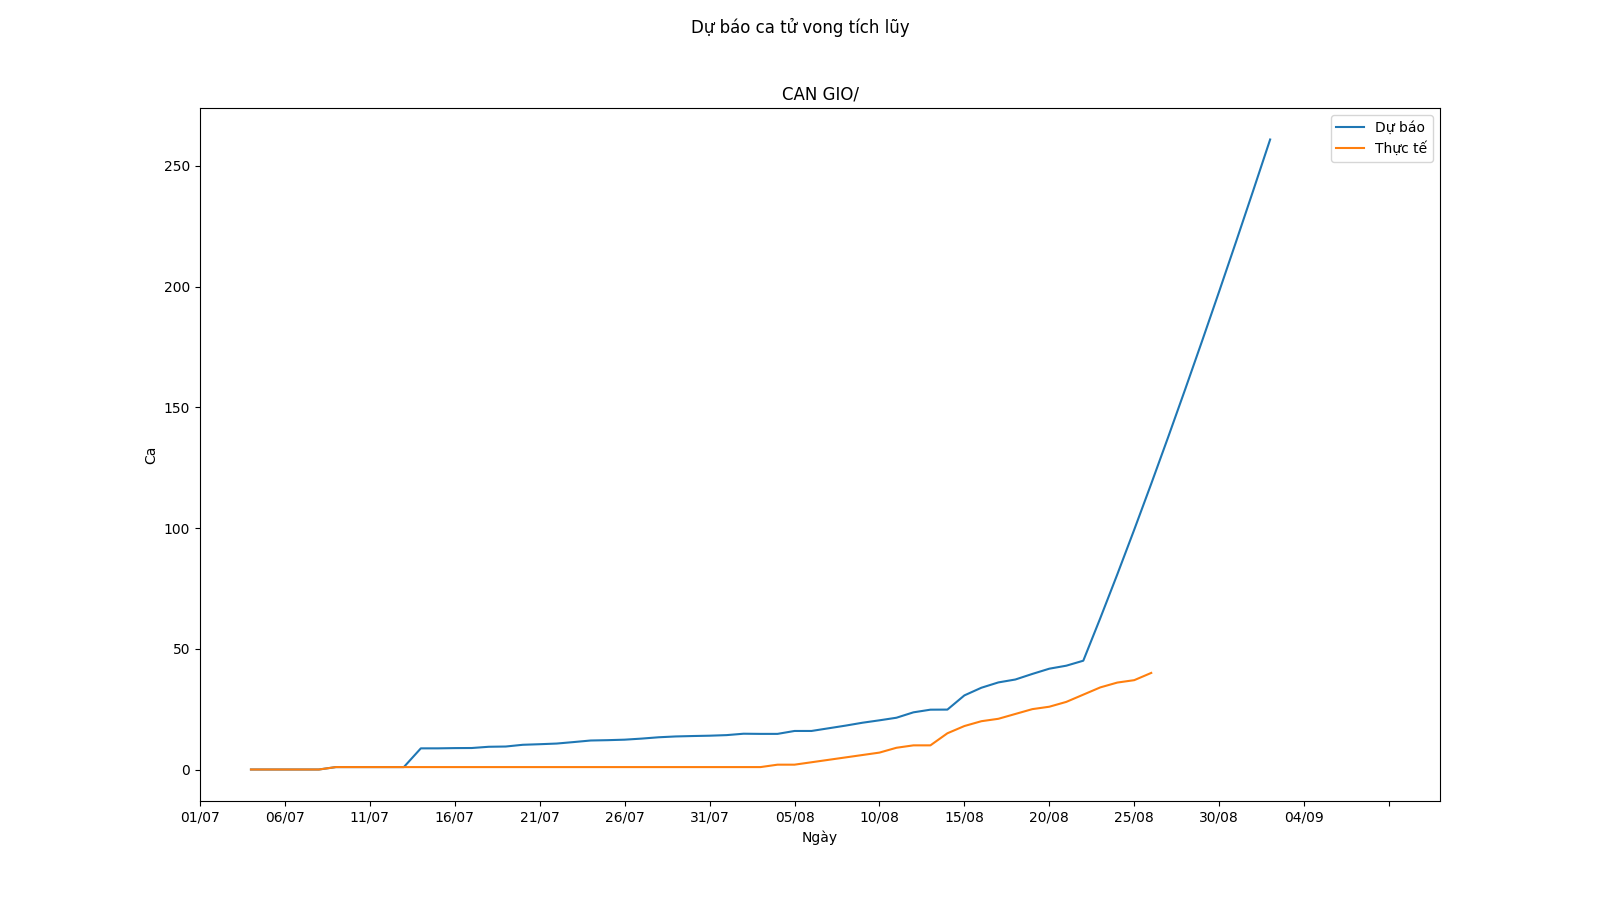 Dự báo ca tử vong tích lũy
CAN GIO/
Dự báo
Thực tế
250
200
150
100
50
0
Ca
01/07 06/07 11/07 16/07 21/07 26/07 31/07 05/08 10/08 15/08 20/08 25/08 30/08 04/09
Ngày